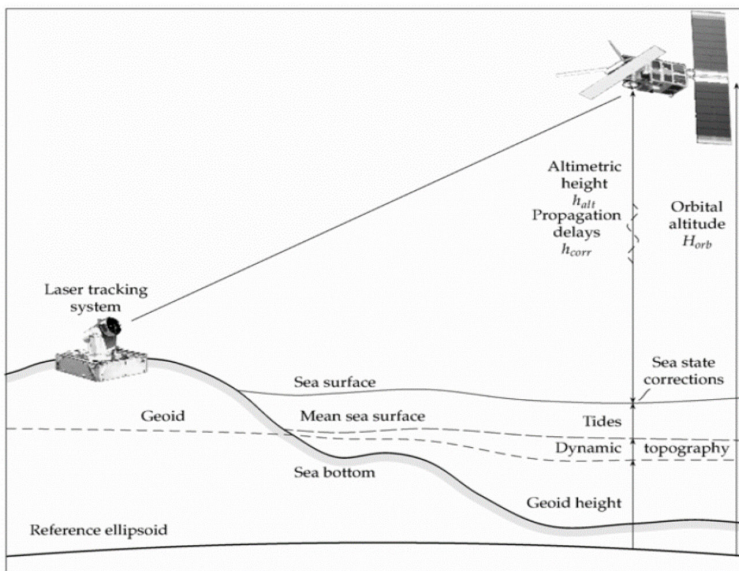 Altimetric
height
h_alt
Propagation
delays
h_corr
Orbital
altitude
H_orb
Laser tracking
system
Sea state
corrections
Sea surface
Geoid
Mean sea surface
Tides
Dynamic topography
Sea bottom
Geoid height
Reference ellipsoid